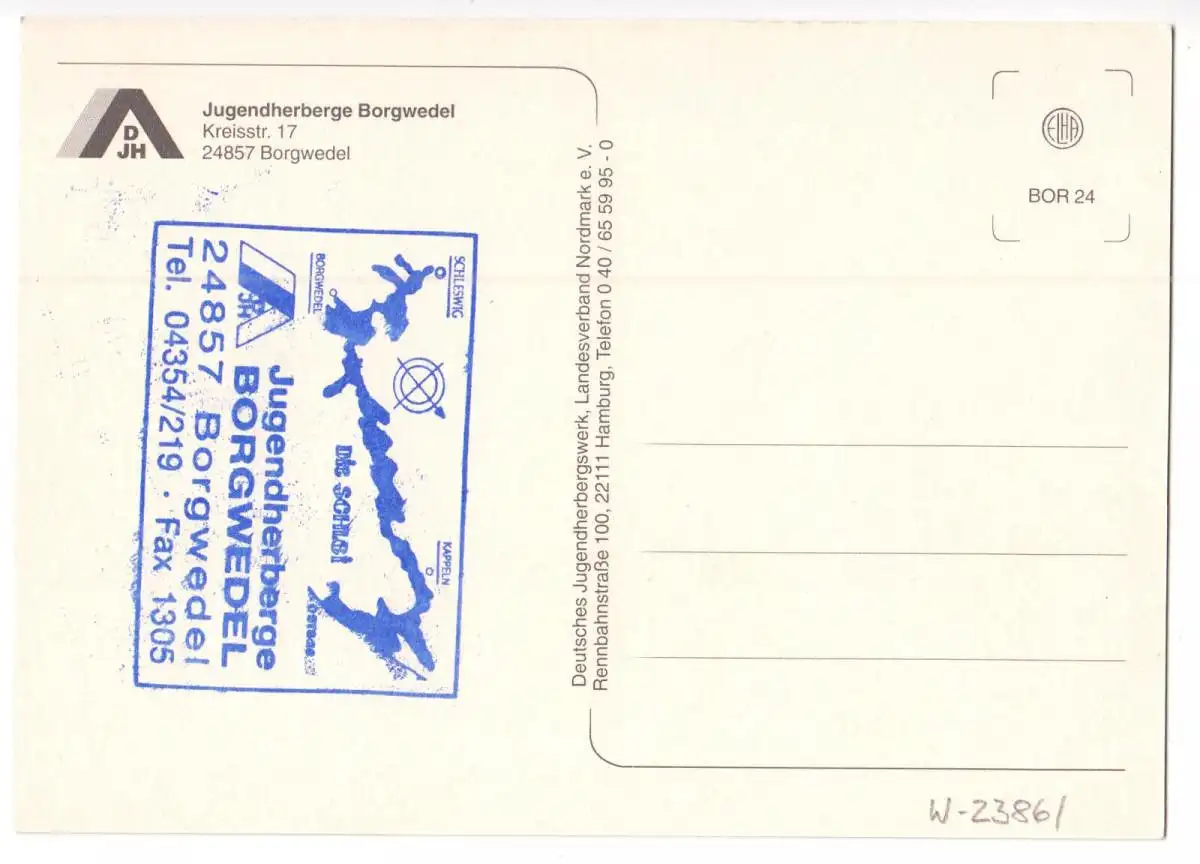 D
JH
Jugendherberge Borgwedel
Kreisstr. 17
24857 Borgwedel
SCHLESWIG
BORGWEDEL
KAPPELN
Die Schlei
Ostsee
JH
Jugendherberge
BORGWEDEL
24857 Borgwedel
Tel. 04354/219 · Fax 1305
Deutsches Jugendherbergswerk, Landesverband Nordmark e. V.
Rennbahnstraße 100, 22111 Hamburg, Telefon 0 40 / 65 59 95 - 0
ELHA
BOR 24
W-2386/